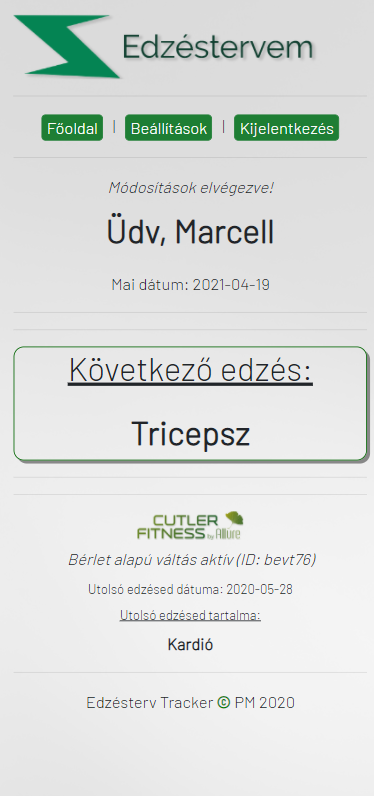 Edzéstervem
Főoldal | Beállítások | Kijelentkezés
Módosítások elvégezve!
Üdv, Marcell
Mai dátum: 2021-04-19
Következő edzés:
Tricepsz
CUTLER
FITNESS by Allüre
Bérlet alapú váltás aktív (ID: bevt76)
Utolsó edzésed dátuma: 2020-05-28
Utolsó edzésed tartalma:
Kardió
Edzésterv Tracker © PM 2020